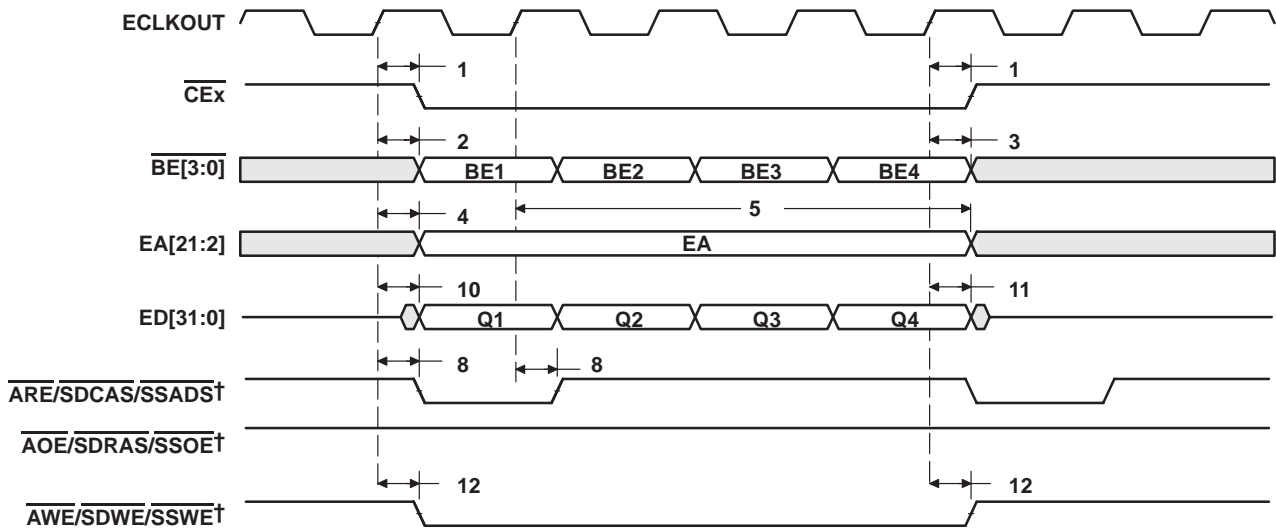 ECLKOUT
1 1
CEx
2 3
BE[3:0] BE1 BE2 BE3 BE4
4 5
EA[21:2] EA
10 11
ED[31:0] Q1 Q2 Q3 Q4
8 8
ARE/SDCAS/SSADS†
AOE/SDRAS/SSOE†
12 12
AWE/SDWE/SSWE†